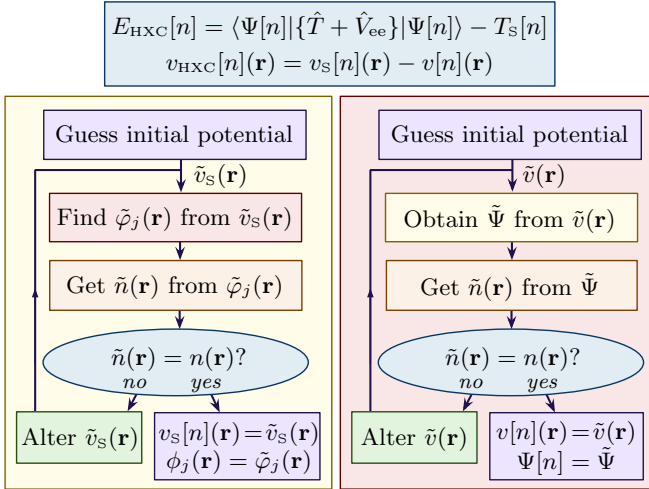 E_HXC[n] = ⟨Ψ[n]|{T̂ + V̂_ee}|Ψ[n]⟩ − T_S[n]
v_HXC[n](𝐫) = v_S[n](𝐫) − v[n](𝐫)
Guess initial potential
ṽ_S(𝐫)
Find φ̃_j(𝐫) from ṽ_S(𝐫)
Get ñ(𝐫) from φ̃_j(𝐫)
ñ(𝐫) = n(𝐫)?
no yes
Alter ṽ_S(𝐫)
v_S[n](𝐫) = ṽ_S(𝐫)
ϕ_j(𝐫) = φ̃_j(𝐫)
Guess initial potential
ṽ(𝐫)
Obtain Ψ̃ from ṽ(𝐫)
Get ñ(𝐫) from Ψ̃
ñ(𝐫) = n(𝐫)?
no yes
Alter ṽ(𝐫)
v[n](𝐫) = ṽ(𝐫)
Ψ[n] = Ψ̃